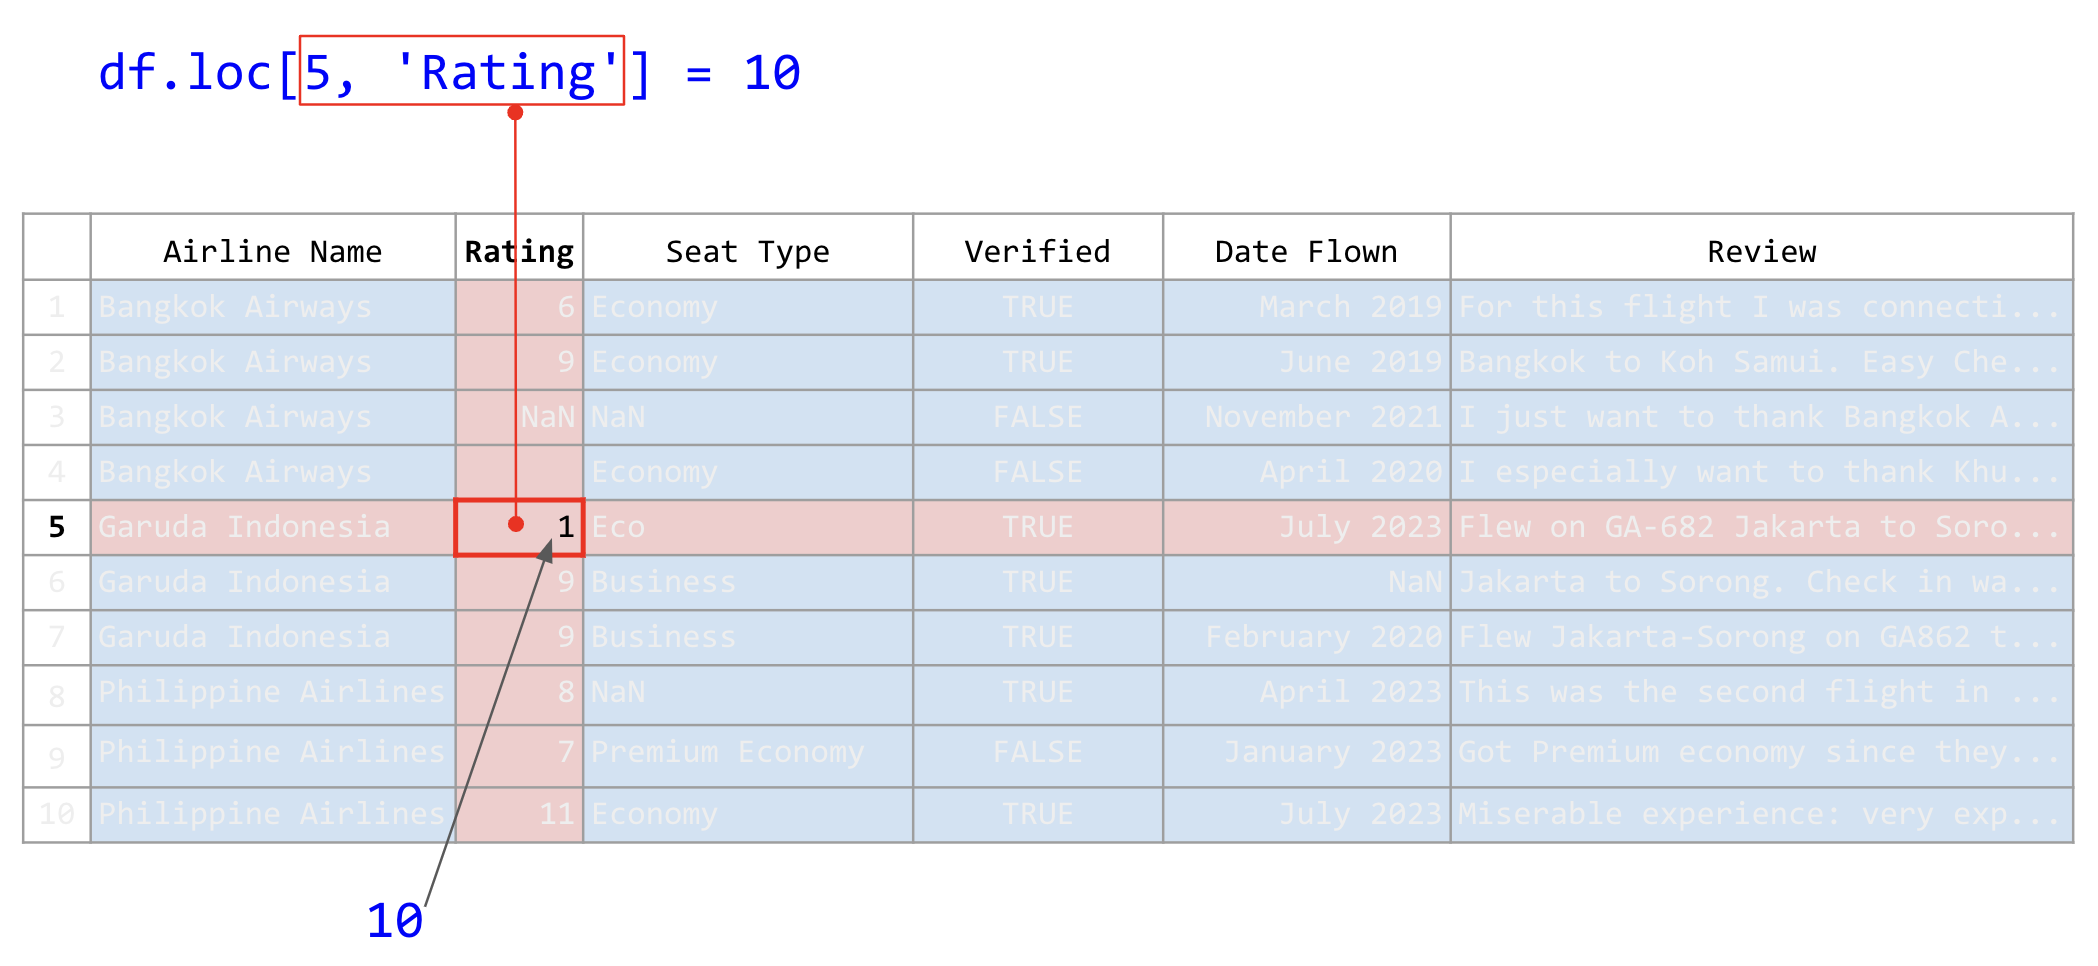 df.loc[5, 'Rating'] = 10
Airline Name Rating Seat Type Verified Date Flown Review
1 Bangkok Airways 6 Economy TRUE March 2019 For this flight I was connecti...
2 Bangkok Airways 9 Economy TRUE June 2019 Bangkok to Koh Samui. Easy Che...
3 Bangkok Airways NaN NaN FALSE November 2021 I just want to thank Bangkok A...
4 Bangkok Airways Economy FALSE April 2020 I especially want to thank Khu...
5 Garuda Indonesia 1 Eco TRUE July 2023 Flew on GA-682 Jakarta to Soro...
6 Garuda Indonesia 9 Business TRUE NaN Jakarta to Sorong. Check in wa...
7 Garuda Indonesia 9 Business TRUE February 2020 Flew Jakarta-Sorong on GA862 t...
8 Philippine Airlines 8 NaN TRUE April 2023 This was the second flight in ...
9 Philippine Airlines 7 Premium Economy FALSE January 2023 Got Premium economy since they...
10 Philippine Airlines 11 Economy TRUE July 2023 Miserable experience: very exp...
10